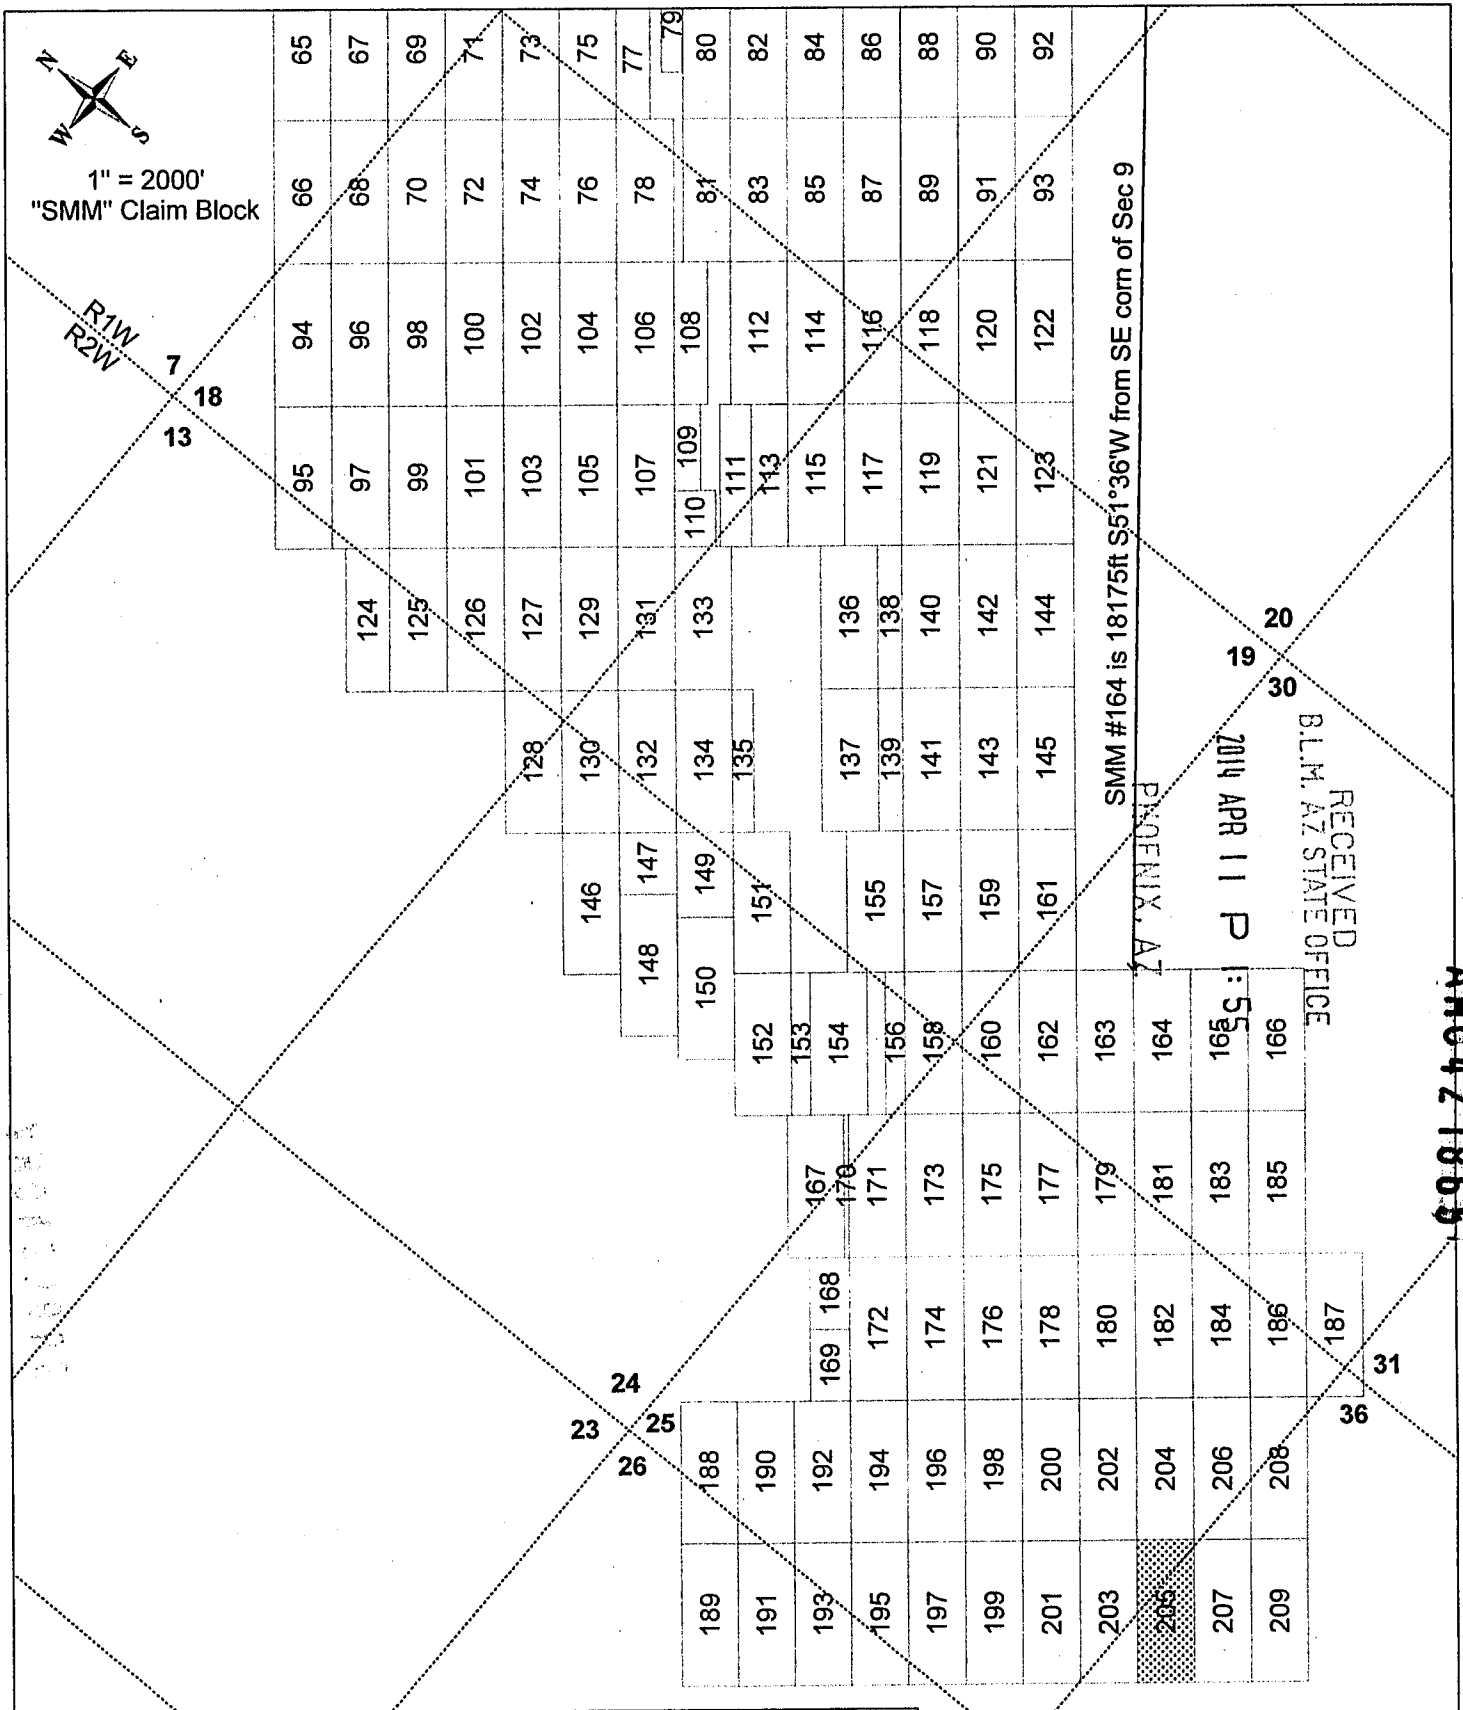 N E
W S
1" = 2000'
"SMM" Claim Block
65 67 69 71 73 75 77 79 80 82 84 86 88 90 92
66 68 70 72 74 76 78 81 83 85 87 89 91 93
R1W
R2W
7
18
13
94 96 98 100 102 104 106 108 112 114 116 118 120 122
95 97 99 101 103 105 107 109 110 111 113 115 117 119 121 123
SMM #164 is 18175ft S51°36'W from SE corn of Sec 9
124 125 126 127 129 131 133 136 138 140 142 144
20
19
30
128 130 132 134 135 137 139 141 143 145
RECEIVED
B.L.M. AZ STATE OFFICE
2014 APR 11 P 1:55
PHOENIX, AZ
146 147 148 149 150 151 155 157 159 161
152 153 154 156 158 160 162 163 164 165 166
167 170 171 173 175 177 179 181 183 185
168 169 172 174 176 178 180 182 184 186 187
31
36
24
23
25
26
188 190 192 194 196 198 200 202 204 206 208
189 191 193 195 197 199 201 203 205 207 209